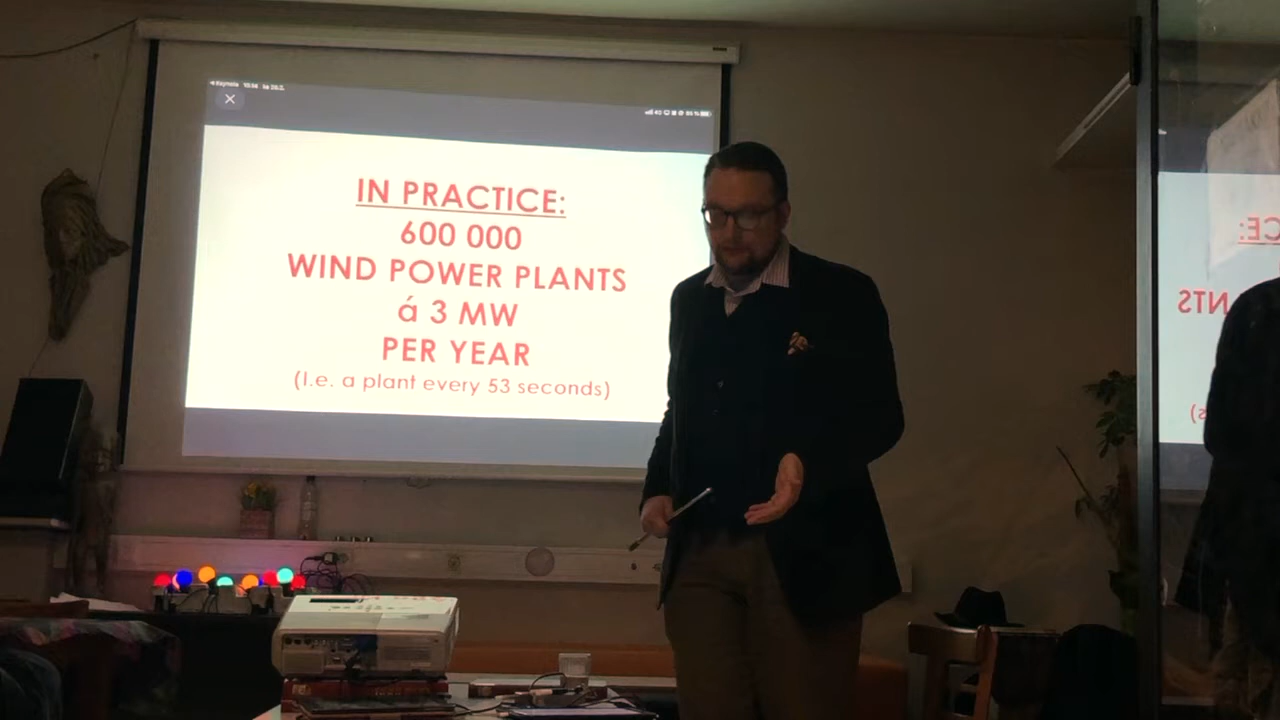 IN PRACTICE:
600 000
WIND POWER PLANTS
á 3 MW
PER YEAR
(I.e. a plant every 53 seconds)